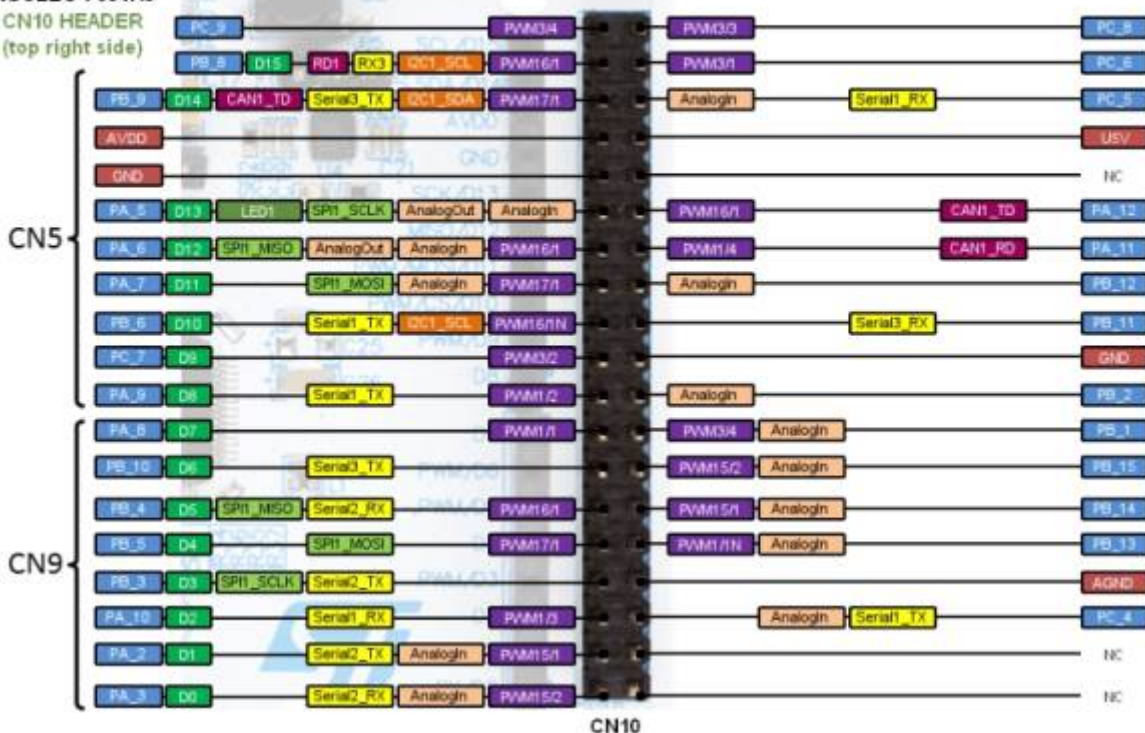 CN10 HEADER
(top right side)
PC_9 PWM3/4 PWM3/3 PC_8
PB_8 D15 RD1 RX3 I2C1_SCL PWM16/1 PWM3/1 PC_6
PB_9 D14 CAN1_TD Serial3_TX I2C1_SDA PWM17/1 AnalogIn Serial1_RX PC_5
AVDD U5V
GND NC
PA_5 D13 LED1 SPI1_SCLK AnalogOut AnalogIn PWM16/1 CAN1_TD PA_12
CN5 PA_6 D12 SPI1_MISO AnalogOut AnalogIn PWM16/1 PWM1/4 CAN1_RD PA_11
PA_7 D11 SPI1_MOSI AnalogIn PWM17/1 AnalogIn PB_12
PB_6 D10 Serial1_TX I2C1_SCL PWM16/1N Serial3_RX PB_11
PC_7 D9 PWM3/2 GND
PA_9 D8 Serial1_TX PWM1/2 AnalogIn PB_2
PA_8 D7 PWM1/1 PWM3/4 AnalogIn PB_1
PB_10 D6 Serial3_TX PWM15/2 AnalogIn PB_15
PB_4 D5 SPI1_MISO Serial2_RX PWM16/1 PWM15/1 AnalogIn PB_14
CN9 PB_5 D4 SPI1_MOSI PWM17/1 PWM1/1N AnalogIn PB_13
PB_3 D3 SPI1_SCLK Serial2_TX AGND
PA_10 D2 Serial1_RX PWM1/3 AnalogIn Serial1_TX PC_4
PA_2 D1 Serial2_TX AnalogIn PWM15/1 NC
PA_3 D0 Serial2_RX AnalogIn PWM15/2 NC
CN10